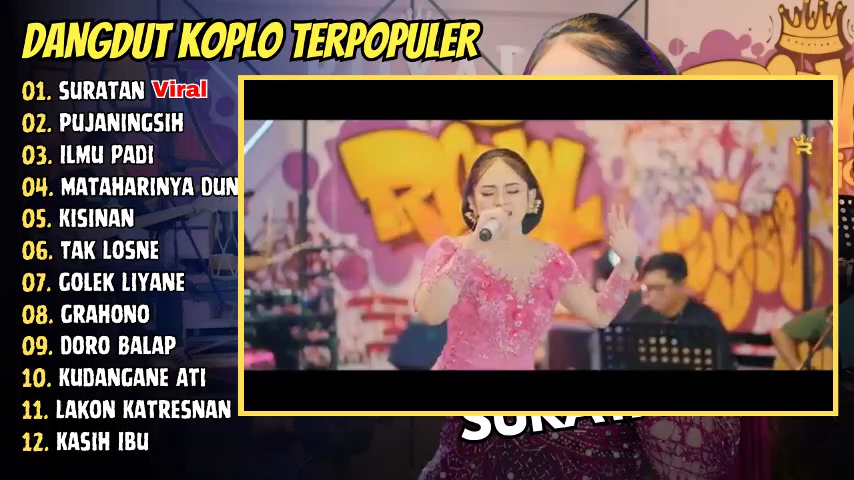 DANGDUT KOPLO TERPOPULER
01. SURATAN Viral
02. PUJANINGSIH
03. ILMU PADI
04. MATAHARINYA DUN
05. KISINAN
06. TAK LOSNE
07. GOLEK LIYANE
08. GRAHONO
09. DORO BALAP
10. KUDANGANE ATI
11. LAKON KATRESNAN
12. KASIH IBU